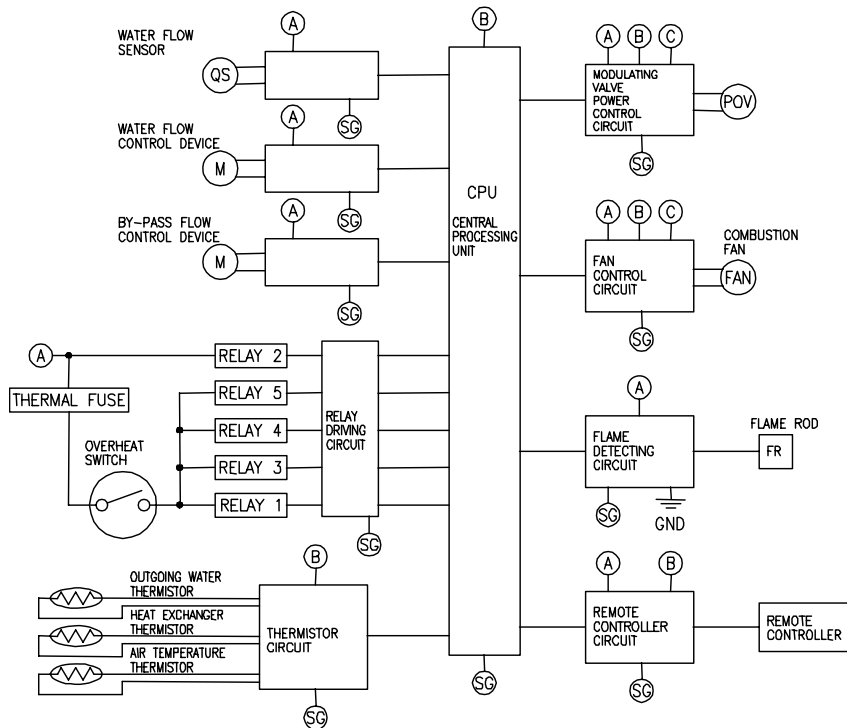 WATER FLOW
SENSOR
A
QS
SG
WATER FLOW
CONTROL DEVICE
A
M
SG
BY-PASS FLOW
CONTROL DEVICE
A
M
SG
A
THERMAL FUSE
OVERHEAT
SWITCH
RELAY 2
RELAY 5
RELAY 4
RELAY 3
RELAY 1
RELAY
DRIVING
CIRCUIT
SG
OUTGOING WATER
THERMISTOR
HEAT EXCHANGER
THERMISTOR
AIR TEMPERATURE
THERMISTOR
B
THERMISTOR
CIRCUIT
SG
B
CPU
CENTRAL
PROCESSING
UNIT
SG
A B C
MODULATING
VALVE
POWER
CONTROL
CIRCUIT
POV
SG
A B C
FAN
CONTROL
CIRCUIT
COMBUSTION
FAN
FAN
SG
A
FLAME
DETECTING
CIRCUIT
FLAME ROD
FR
SG
GND
A B
REMOTE
CONTROLLER
CIRCUIT
REMOTE
CONTROLLER
SG